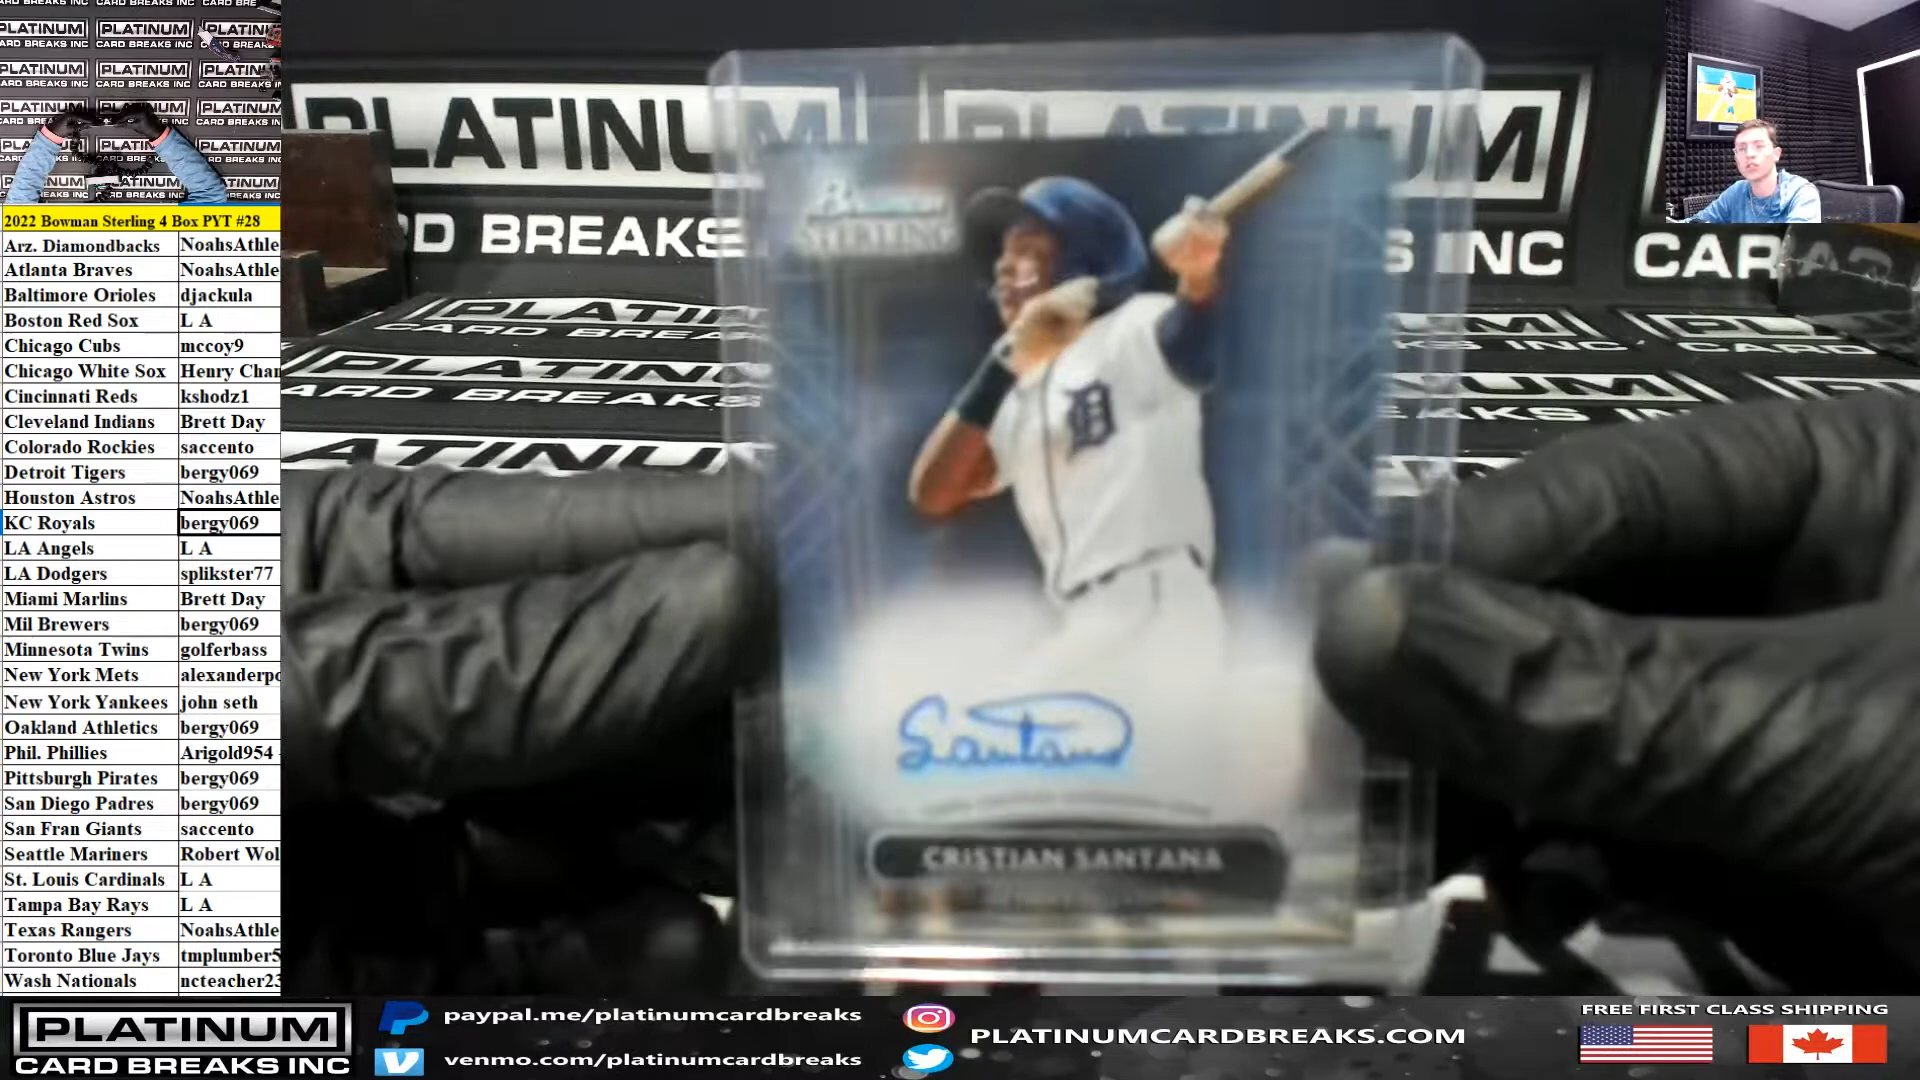 2022 Bowman Sterling 4 Box PYT #28
Arz. Diamondbacks NoahsAthle
Atlanta Braves NoahsAthle
Baltimore Orioles djackula
Boston Red Sox L A
Chicago Cubs mccoy9
Chicago White Sox Henry Chan
Cincinnati Reds kshodz1
Cleveland Indians Brett Day
Colorado Rockies saccento
Detroit Tigers bergy069
Houston Astros NoahsAthle
KC Royals bergy069
LA Angels L A
LA Dodgers splikster77
Miami Marlins Brett Day
Mil Brewers bergy069
Minnesota Twins golferbass
New York Mets alexanderpo
New York Yankees john seth
Oakland Athletics bergy069
Phil. Phillies Arigold954
Pittsburgh Pirates bergy069
San Diego Padres bergy069
San Fran Giants saccento
Seattle Mariners Robert Wol
St. Louis Cardinals L A
Tampa Bay Rays L A
Texas Rangers NoahsAthle
Toronto Blue Jays tmplumber5
Wash Nationals ncteacher23
PLATINUM
CARD BREAKS INC
Bowman
STERLING
D
Santana
CRISTIAN SANTANA
PLATINUM
CARD BREAKS INC
paypal.me/platinumcardbreaks
venmo.com/platinumcardbreaks
PLATINUMCARDBREAKS.COM
FREE FIRST CLASS SHIPPING